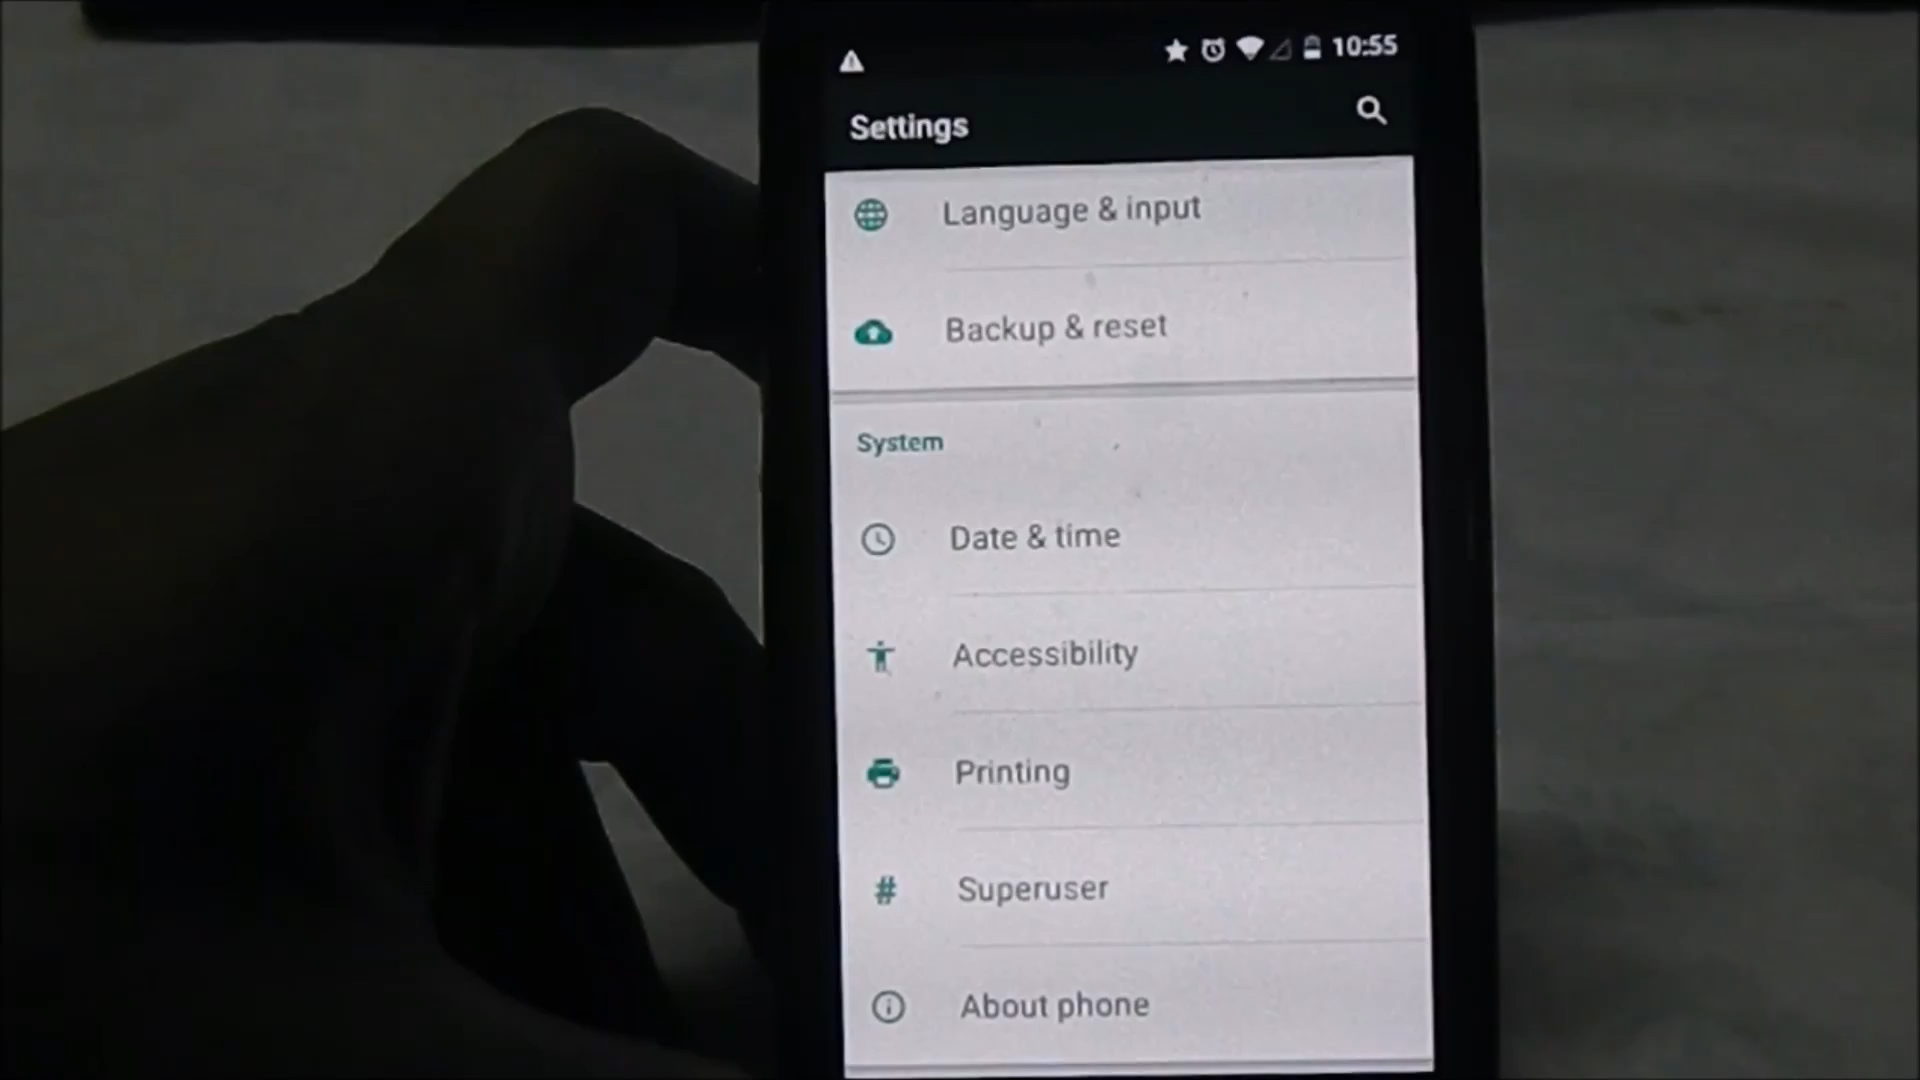 10:55
Settings
Language & input
Backup & reset
System
Date & time
Accessibility
Printing
# Superuser
About phone